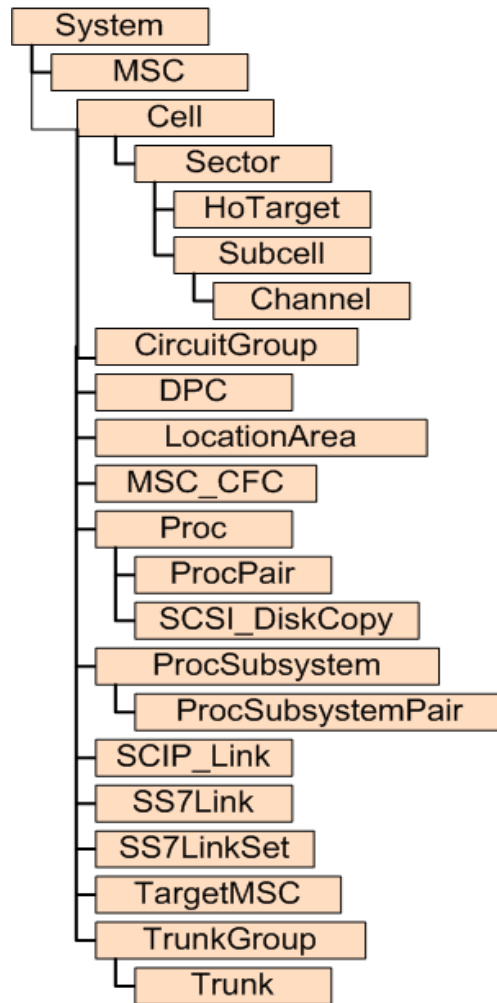 System
MSC
Cell
Sector
HoTarget
Subcell
Channel
CircuitGroup
DPC
LocationArea
MSC_CFC
Proc
ProcPair
SCSI_DiskCopy
ProcSubsystem
ProcSubsystemPair
SCIP_Link
SS7Link
SS7LinkSet
TargetMSC
TrunkGroup
Trunk